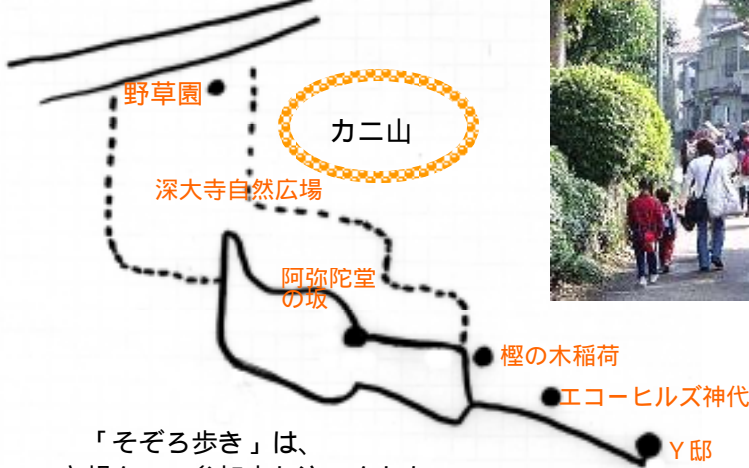 野草園
カニ山
深大寺自然広場
阿弥陀堂
の坂
樫の木稲荷
エコーヒルズ神代
Y邸
「そぞろ歩き」は、